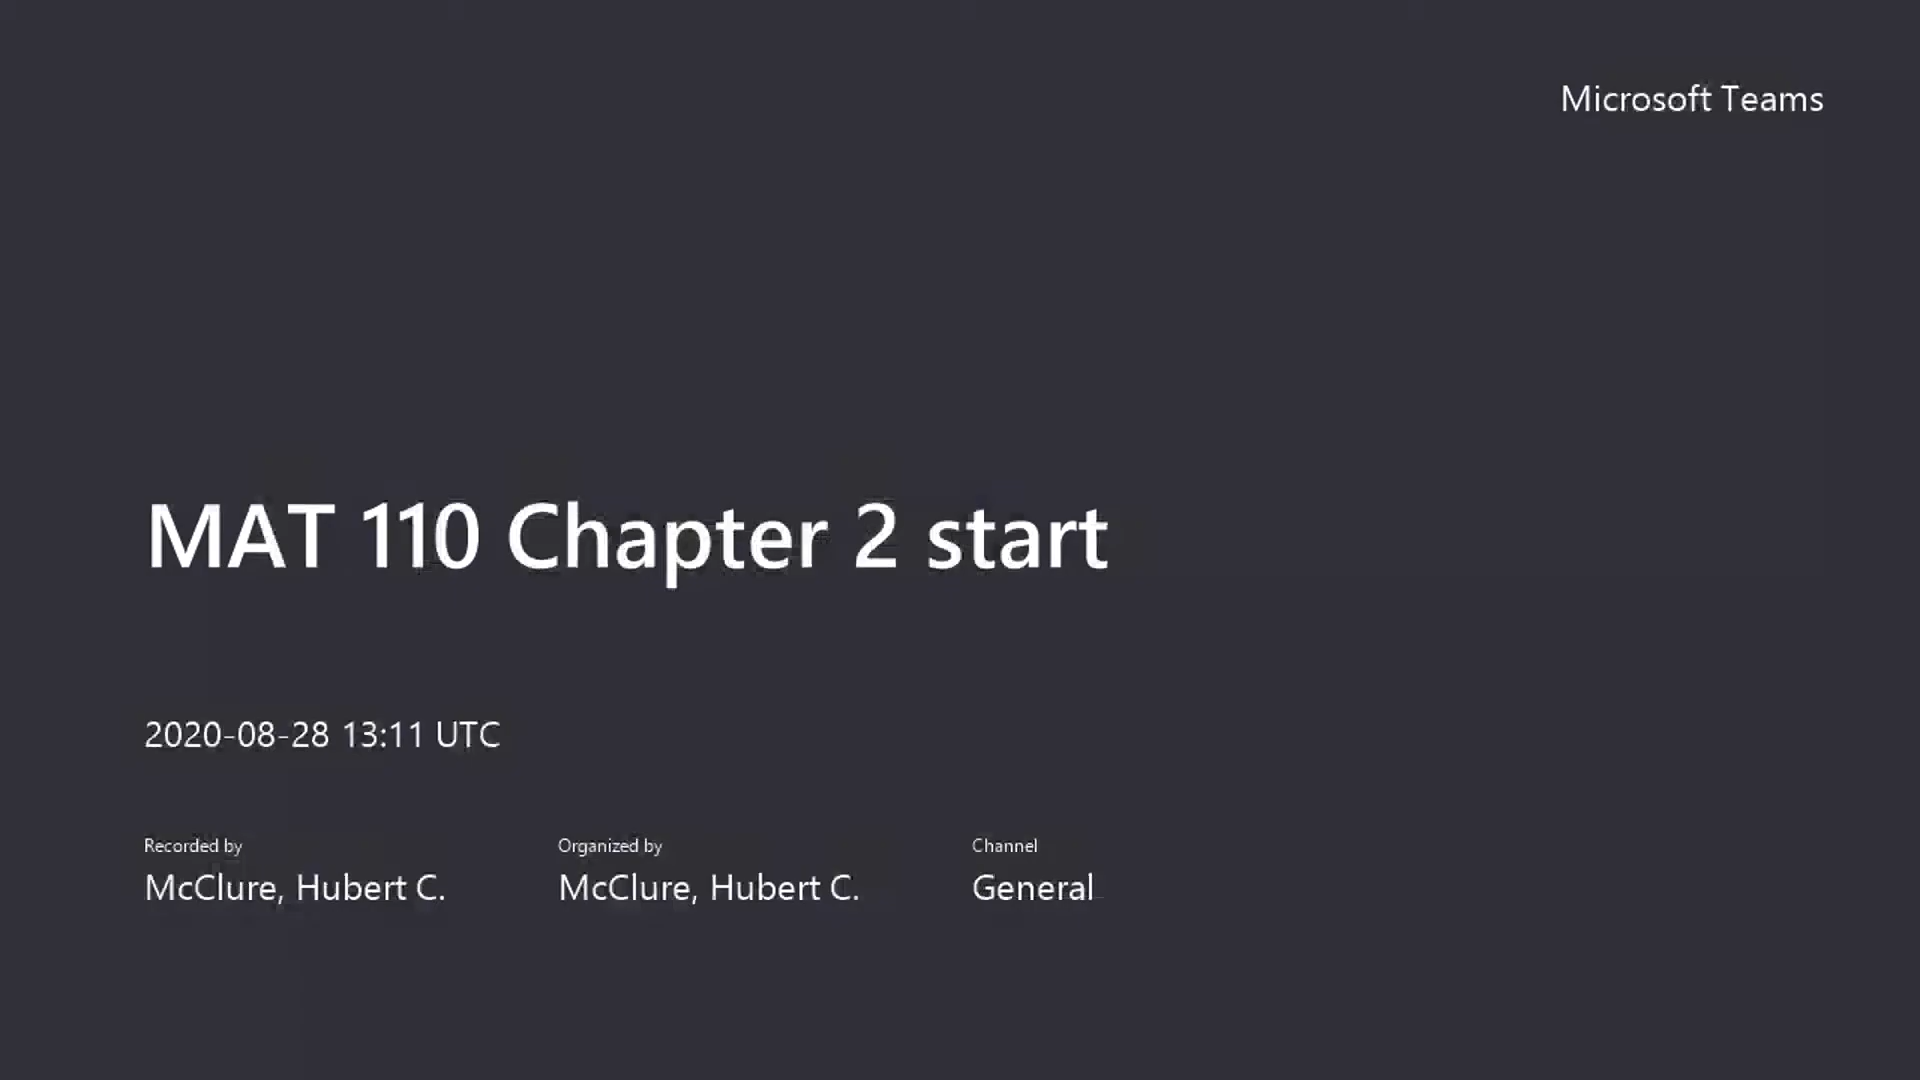 Microsoft Teams
MAT 110 Chapter 2 start
2020-08-28 13:11 UTC
Recorded by
McClure, Hubert C.
Organized by
McClure, Hubert C.
Channel
General